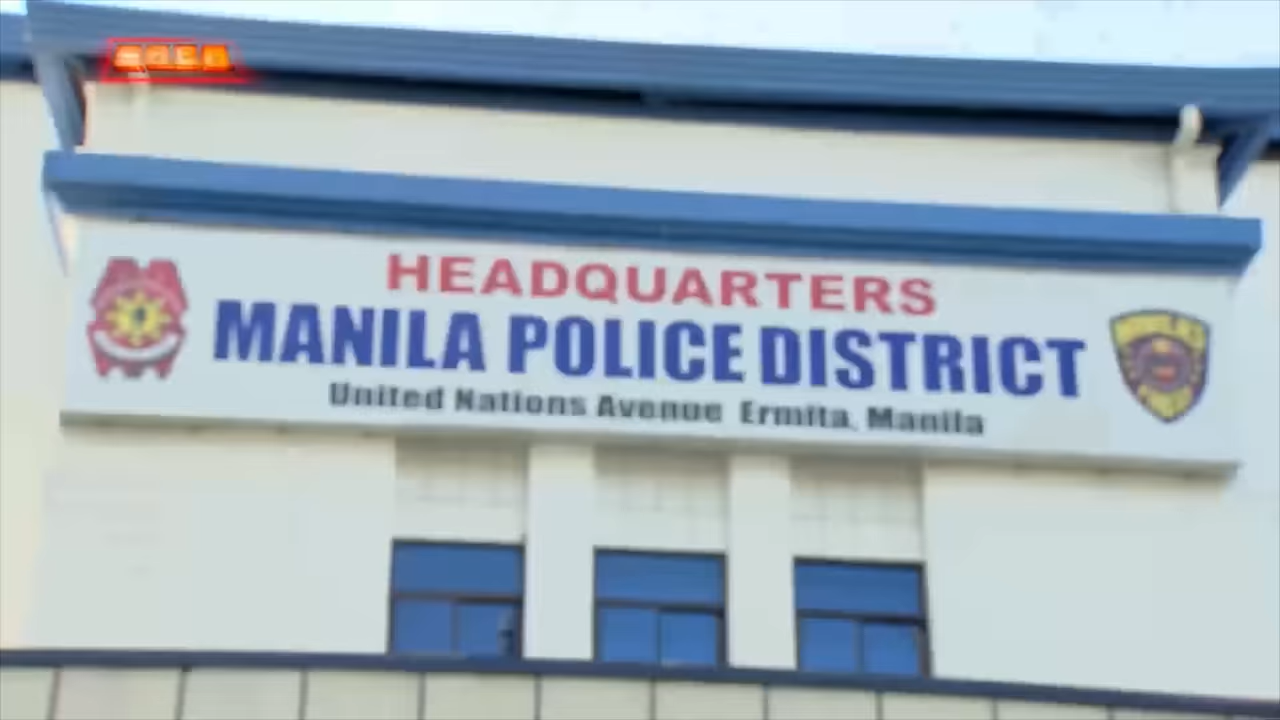 HEADQUARTERS
MANILA POLICE DISTRICT
United Nations Avenue Ermita, Manila